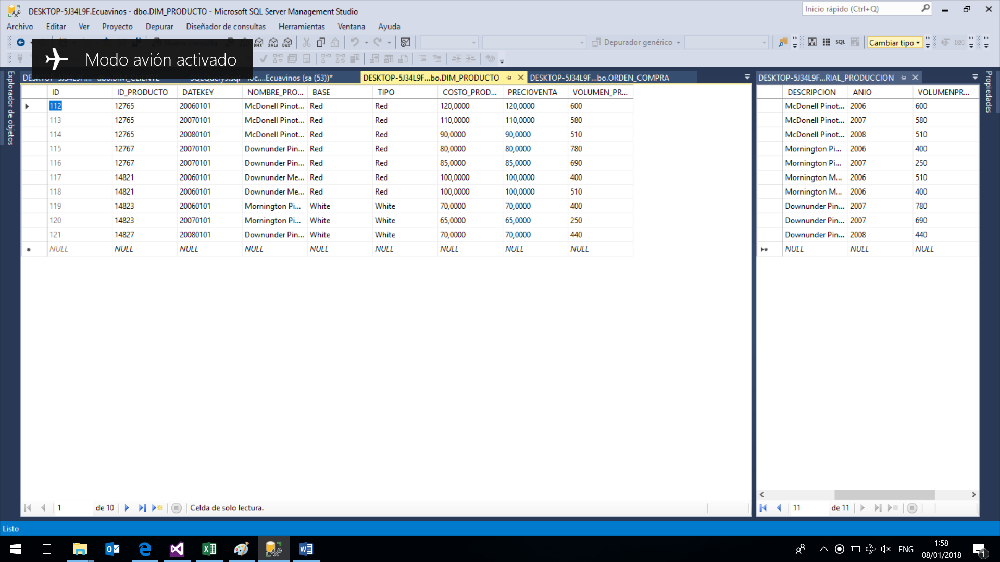 DESKTOP-5J34L9F.Ecuavinos - dbo.DIM_PRODUCTO - Microsoft SQL Server Management Studio
Inicio rápido (Ctrl+Q)
Archivo Editar Ver Proyecto Depurar Diseñador de consultas Herramientas Ventana Ayuda
Depurador genérico SQL Cambiar tipo
Modo avión activado
DESKTOP-5J34L9F.... dbo.DIM_CLIENTE SQLQuery9.sql - loc....Ecuavinos (sa (53))* DESKTOP-5J34L9F...bo.DIM_PRODUCTO DESKTOP-5J34L9F...bo.ORDEN_COMPRA
ID ID_PRODUCTO DATEKEY NOMBRE_PRO... BASE TIPO COSTO_PROD... PRECIOVENTA VOLUMEN_PR...
112 12765 20060101 McDonell Pinot... Red Red 120,0000 120,0000 600
113 12765 20070101 McDonell Pinot... Red Red 110,0000 110,0000 580
114 12765 20080101 McDonell Pinot... Red Red 90,0000 90,0000 510
115 12767 20070101 Downunder Pin... Red Red 80,0000 80,0000 780
116 12767 20070101 Downunder Pin... Red Red 85,0000 85,0000 690
117 14821 20060101 Downunder Me... Red Red 100,0000 100,0000 400
118 14821 20060101 Downunder Me... Red Red 100,0000 100,0000 510
119 14823 20060101 Mornington Pi... White White 70,0000 70,0000 400
120 14823 20070101 Mornington Pi... White White 65,0000 65,0000 250
121 14827 20080101 Downunder Pin... White White 70,0000 70,0000 440
NULL NULL NULL NULL NULL NULL NULL NULL NULL
1 de 10 Celda de solo lectura.
DESKTOP-5J34L9F...RIAL_PRODUCCION
DESCRIPCION ANIO VOLUMENPR...
McDonell Pinot... 2006 600
McDonell Pinot... 2007 580
McDonell Pinot... 2008 510
Mornington Pi... 2006 400
Mornington Pi... 2007 250
Mornington M... 2006 510
Mornington M... 2006 400
Downunder Pin... 2007 780
Downunder Pin... 2007 690
Downunder Pin... 2008 440
NULL NULL NULL
11 de 11
Explorador de objetos
Propiedades
Listo
ENG
1:58
08/01/2018
1